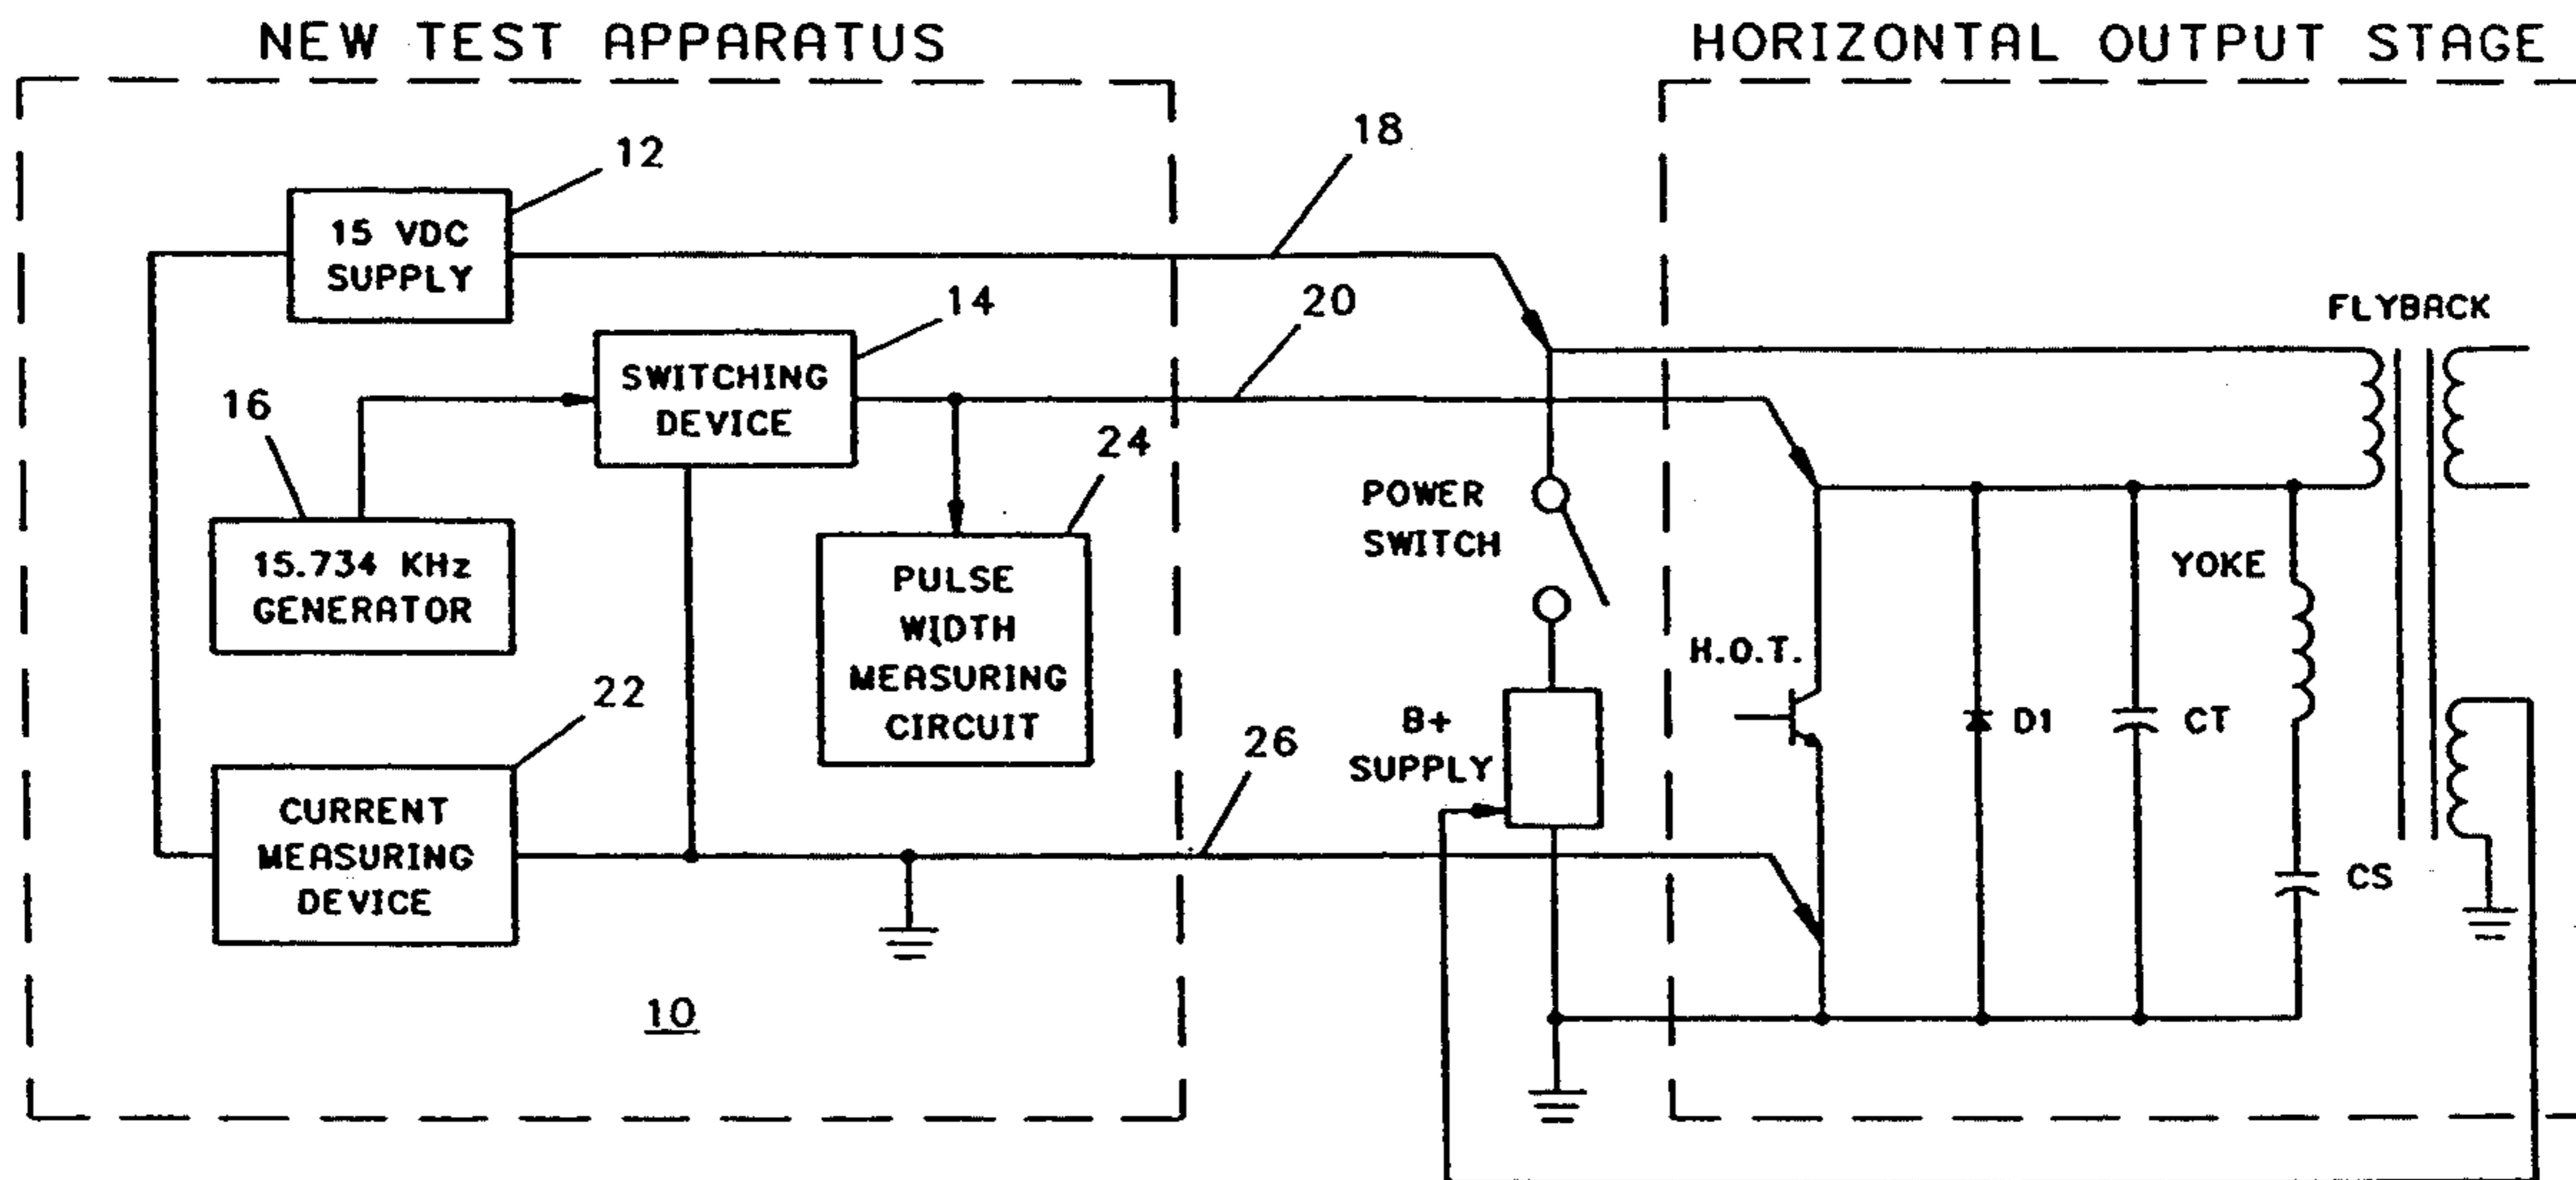 NEW TEST APPARATUS
HORIZONTAL OUTPUT STAGE
12
18
15 VDC
SUPPLY
14
20
FLYBACK
SWITCHING
DEVICE
16
24
POWER
SWITCH
15.734 KHz
GENERATOR
PULSE
WIDTH
MEASURING
CIRCUIT
YOKE
H.O.T.
22
26
B+
SUPPLY
D1
CT
CURRENT
MEASURING
DEVICE
CS
10